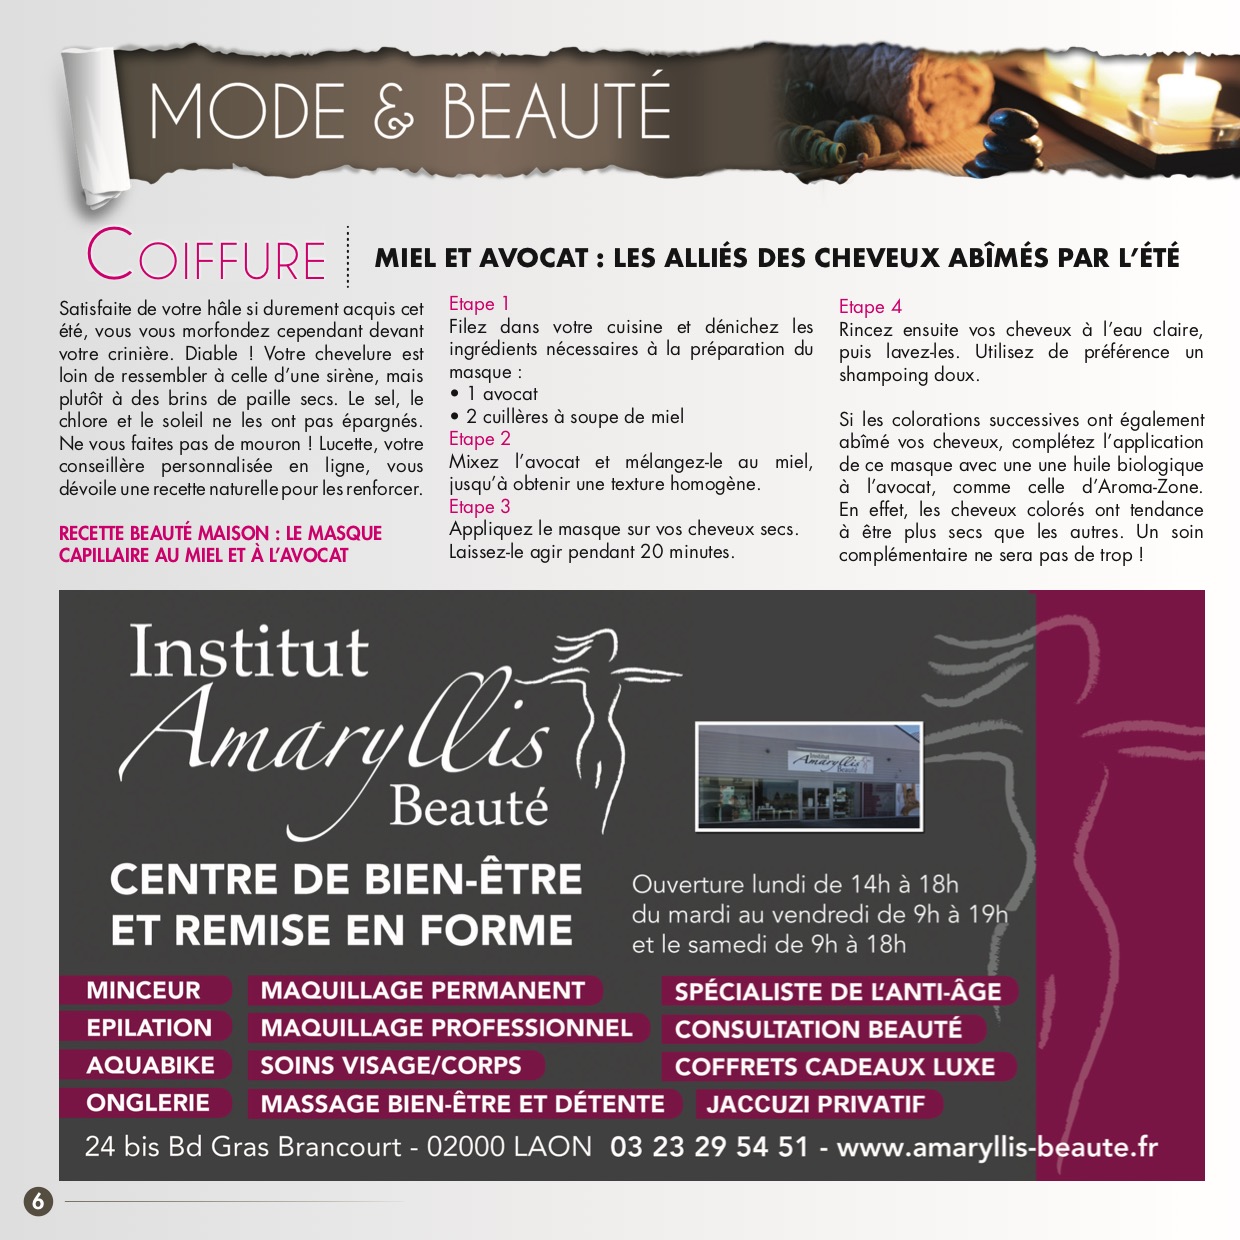 MODE & BEAUTÉ
COIFFURE
MIEL ET AVOCAT : LES ALLIÉS DES CHEVEUX ABÎMÉS PAR L'ÉTÉ
Satisfaite de votre hâle si durement acquis cet
été, vous vous morfondez cependant devant
votre crinière. Diable ! Votre chevelure est
loin de ressembler à celle d'une sirène, mais
plutôt à des brins de paille secs. Le sel, le
chlore et le soleil ne les ont pas épargnés.
Ne vous faites pas de mouron ! Lucette, votre
conseillère personnalisée en ligne, vous
dévoile une recette naturelle pour les renforcer.
RECETTE BEAUTÉ MAISON : LE MASQUE
CAPILLAIRE AU MIEL ET À L'AVOCAT
Etape 1
Filez dans votre cuisine et dénichez les
ingrédients nécessaires à la préparation du
masque :
• 1 avocat
• 2 cuillères à soupe de miel
Etape 2
Mixez l'avocat et mélangez-le au miel,
jusqu'à obtenir une texture homogène.
Etape 3
Appliquez le masque sur vos cheveux secs.
Laissez-le agir pendant 20 minutes.
Etape 4
Rincez ensuite vos cheveux à l'eau claire,
puis lavez-les. Utilisez de préférence un
shampoing doux.
Si les colorations successives ont également
abîmé vos cheveux, complétez l'application
de ce masque avec une une huile biologique
à l'avocat, comme celle d'Aroma-Zone.
En effet, les cheveux colorés ont tendance
à être plus secs que les autres. Un soin
complémentaire ne sera pas de trop !
Institut
Amaryllis
Beauté
Institut
Amaryllis
Beauté
CENTRE DE BIEN-ÊTRE
ET REMISE EN FORME
Ouverture lundi de 14h à 18h
du mardi au vendredi de 9h à 19h
et le samedi de 9h à 18h
MINCEUR
EPILATION
AQUABIKE
ONGLERIE
MAQUILLAGE PERMANENT
MAQUILLAGE PROFESSIONNEL
SOINS VISAGE/CORPS
MASSAGE BIEN-ÊTRE ET DÉTENTE
SPÉCIALISTE DE L'ANTI-ÂGE
CONSULTATION BEAUTÉ
COFFRETS CADEAUX LUXE
JACCUZI PRIVATIF
24 bis Bd Gras Brancourt - 02000 LAON 03 23 29 54 51 - www.amaryllis-beaute.fr
6